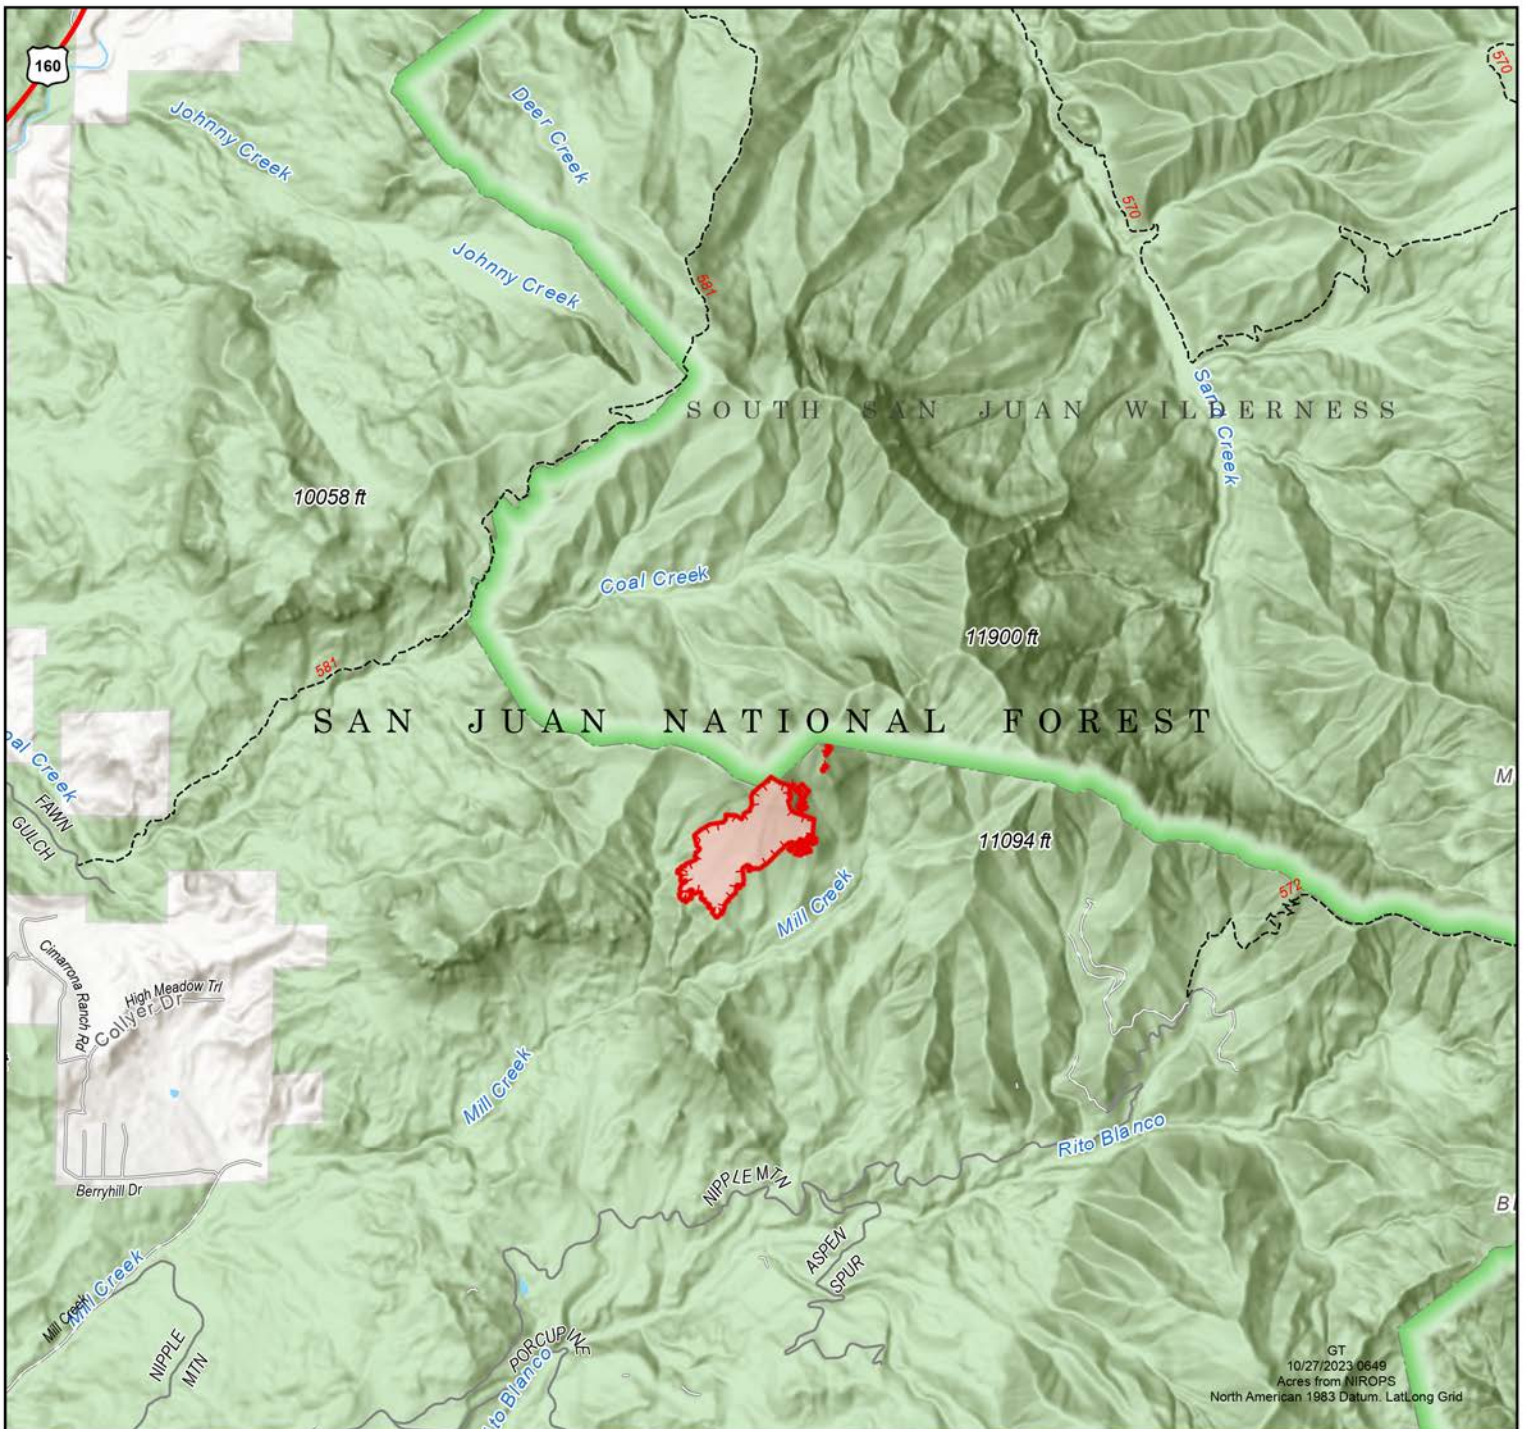 160
570
Deer Creek
Johnny Creek
570
Johnny Creek
581
Sand Creek
SOUTH SAN JUAN WILDERNESS
10058 ft
Coal Creek
11900 ft
581
SAN JUAN NATIONAL FOREST
oal Creek
M
FAWN
GULCH
11094 ft
572
Mill Creek
Cimarrona Ranch Rd
High Meadow Trl
Collyer Dr
Mill Creek
Rito Blanco
NIPPLE MTN
Berryhill Dr
B
ASPEN
SPUR
Mill Creek
Mill Creek
NIPPLE
MTN
PORCUPINE
ito Blanco
GT
10/27/2023 0649
Acres from NIROPS
North American 1983 Datum. LatLong Grid